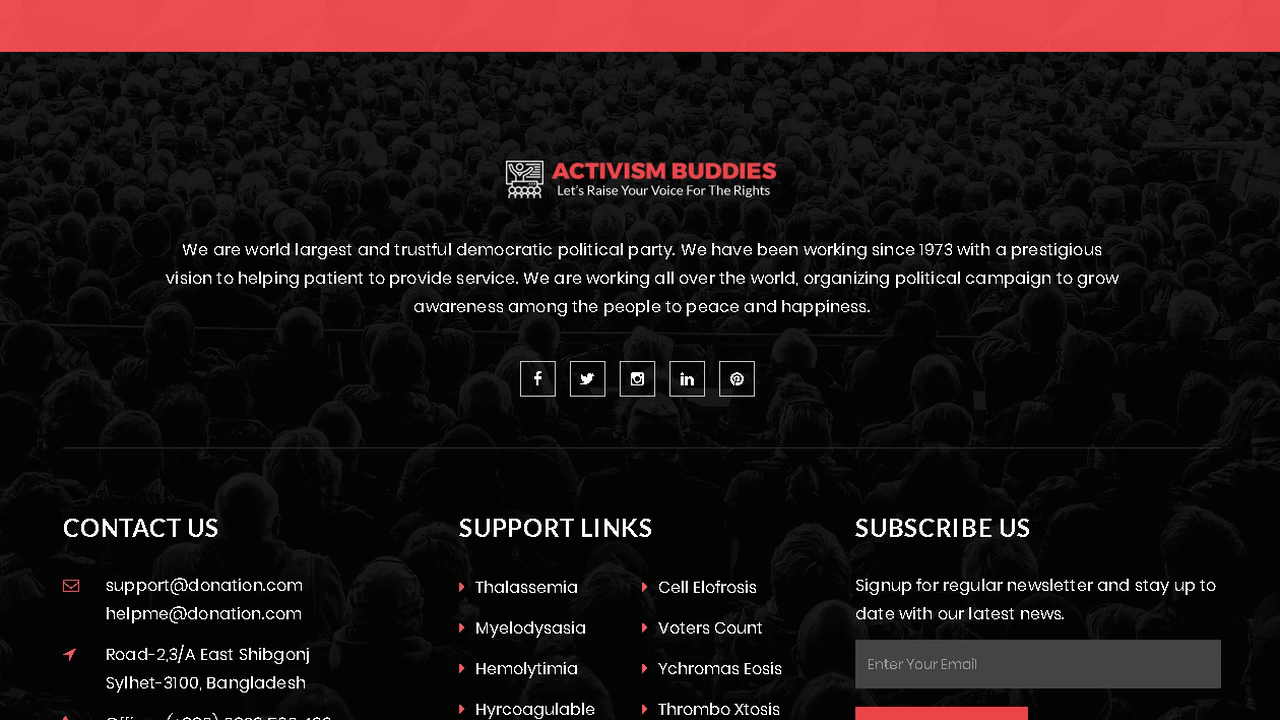 ACTIVISM BUDDIES
Let's Raise Your Voice For The Rights
We are world largest and trustful democratic political party. We have been working since 1973 with a prestigious
vision to helping patient to provide service. We are working all over the world, organizing political campaign to grow
awareness among the people to peace and happiness.
CONTACT US
support@donation.com
helpme@donation.com
Road-2,3/A East Shibgonj
Sylhet-3100, Bangladesh
SUPPORT LINKS
Thalassemia
Myelodysasia
Hemolytimia
Hyrcoagulable
Cell Elofrosis
Voters Count
Ychromas Eosis
Thrombo Xtosis
SUBSCRIBE US
Signup for regular newsletter and stay up to
date with our latest news.
Enter Your Email